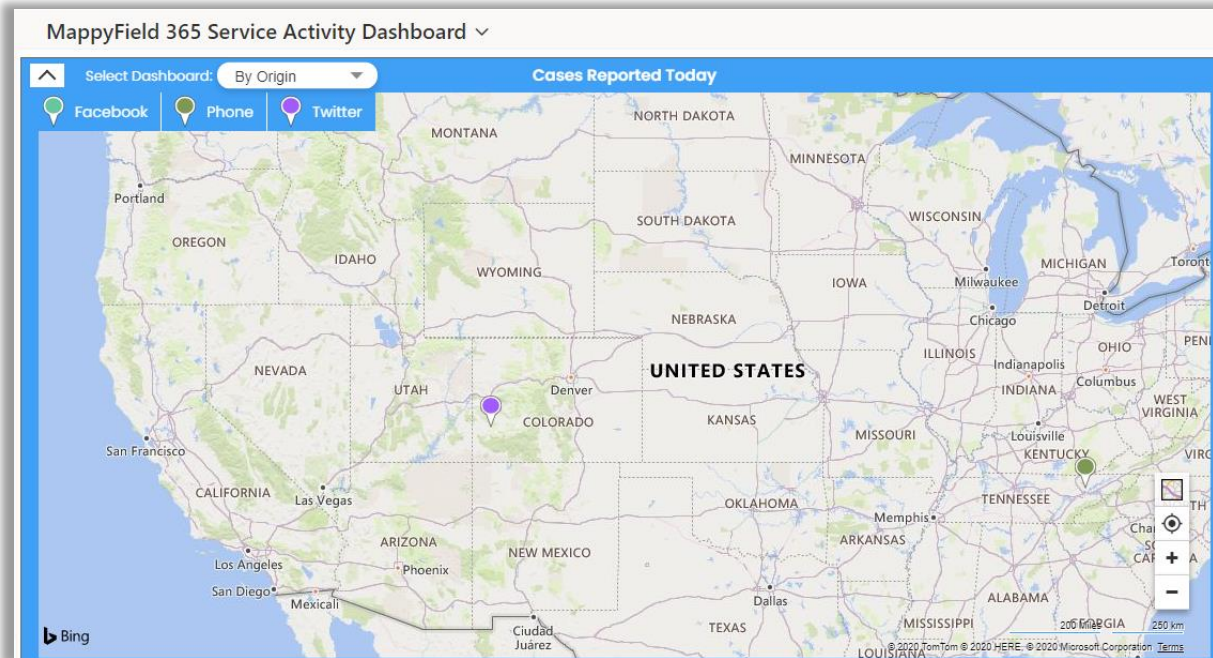 MappyField 365 Service Activity Dashboard
Select Dashboard: By Origin
Cases Reported Today
Facebook Phone Twitter
NORTH DAKOTA
MONTANA
MINNESOTA
Portland
SOUTH DAKOTA
WISCONSIN
OREGON
IDAHO
MICHIGAN
Toront
WYOMING
IOWA
Milwaukee
Detroit
NEBRASKA
Chicago
OHIO
PEN
ILLINOIS
Indianapolis
NEVADA
UNITED STATES
UTAH
Denver
INDIANA
Columbus
WEST
VIRGINIA
COLORADO
KANSAS
MISSOURI
Louisville
San Francisco
KENTUCKY
VIRG
CALIFORNIA
Las Vegas
OKLAHOMA
TENNESSEE
TH
Memphis
Cha
ARIZONA
NEW MEXICO
ARKANSAS
Los Angeles
Phoenix
San Diego
Mexicali
Dallas
ALABAMA
Ciudad
Juárez
TEXAS
MISSISSIPPI
GEORGIA
200 Miles
250 km
Bing
LOUISIANA
© 2020 TomTom © 2020 HERE, © 2020 Microsoft Corporation Terms